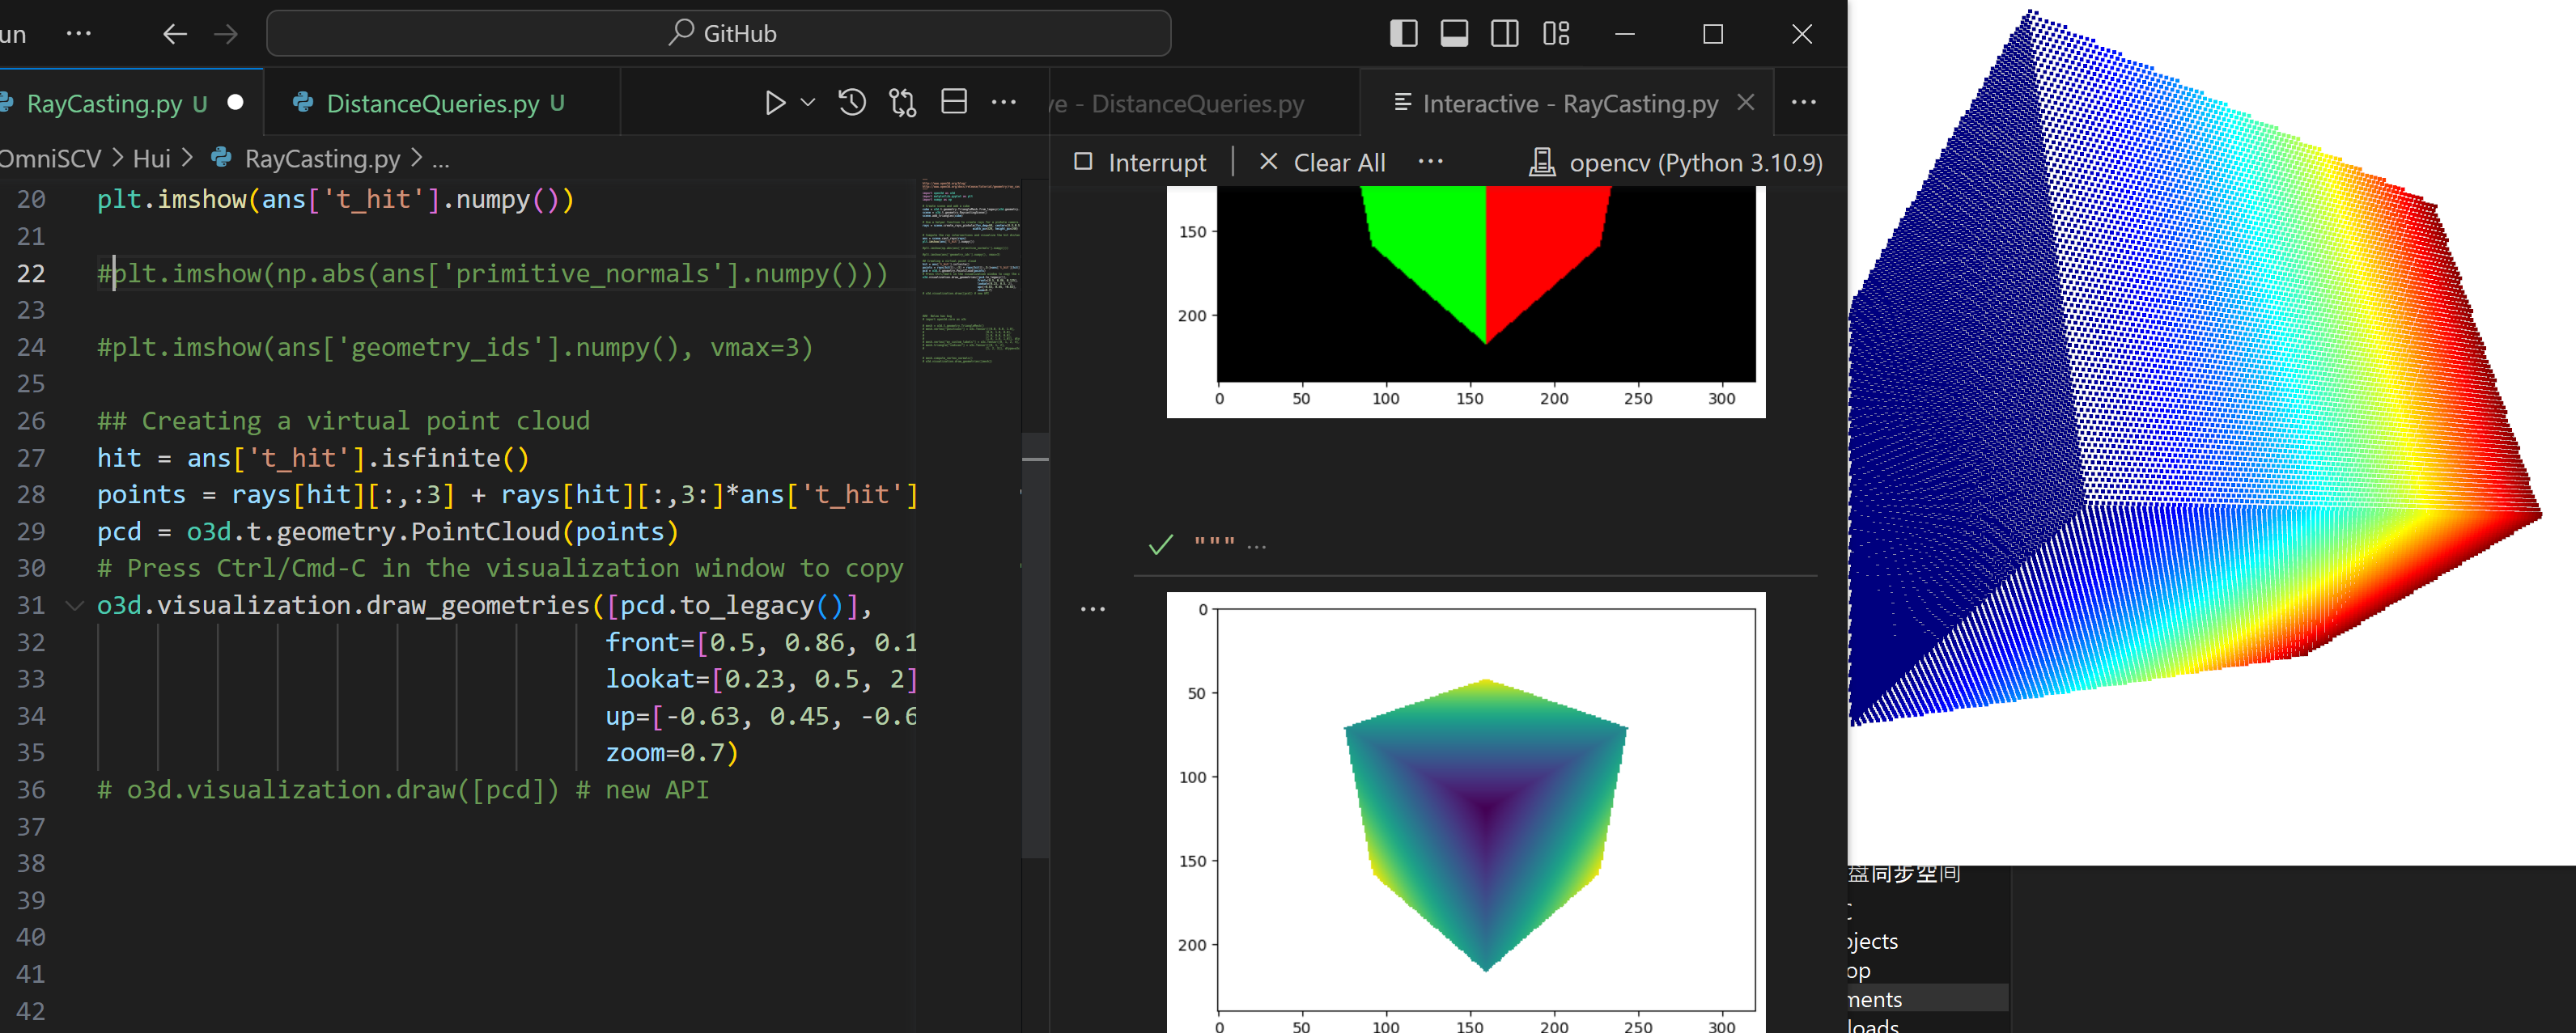 un ··· GitHub
RayCasting.py U DistanceQueries.py U
e - DistanceQueries.py Interactive - RayCasting.py ···
OmniSCV > Hui > RayCasting.py > ...
Interrupt | Clear All ··· opencv (Python 3.10.9)
20 plt.imshow(ans['t_hit'].numpy())
21
22 #plt.imshow(np.abs(ans['primitive_normals'].numpy()))
23
24 #plt.imshow(ans['geometry_ids'].numpy(), vmax=3)
25
26 ## Creating a virtual point cloud
27 hit = ans['t_hit'].isfinite()
28 points = rays[hit][:,:3] + rays[hit][:,3:]*ans['t_hit']
29 pcd = o3d.t.geometry.PointCloud(points)
30 # Press Ctrl/Cmd-C in the visualization window to copy
31 o3d.visualization.draw_geometries([pcd.to_legacy()],
32 front=[0.5, 0.86, 0.1
33 lookat=[0.23, 0.5, 2]
34 up=[-0.63, 0.45, -0.6
35 zoom=0.7)
36 # o3d.visualization.draw([pcd]) # new API
37
38
39
40
41
42
150
200
0 50 100 150 200 250 300
""" ···
0
50
100
150
200
0 50 100 150 200 250 300
盘同步空间
C
ojects
op
ments
loads